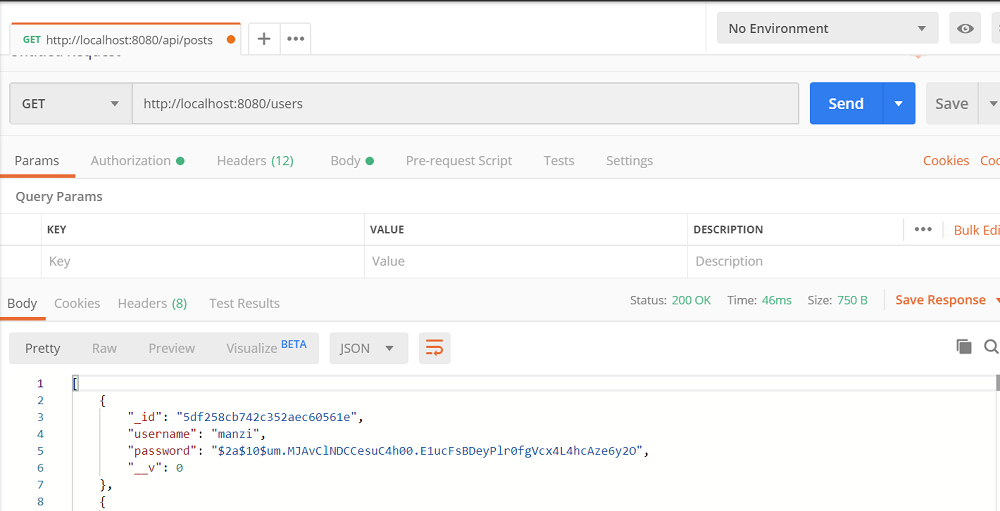 No Environment
GET http://localhost:8080/api/posts
GET http://localhost:8080/users Send Save
Params Authorization Headers (12) Body Pre-request Script Tests Settings Cookies
Query Params
KEY VALUE DESCRIPTION Bulk Edi
Key Value Description
Body Cookies Headers (8) Test Results Status: 200 OK Time: 46ms Size: 750 B Save Response
Pretty Raw Preview Visualize BETA JSON
1 [
2 {
3 "_id": "5df258cb742c352aec60561e",
4 "username": "manzi",
5 "password": "$2a$10$um.MJAvClNDCCesuC4h00.E1ucFsBDeyPlr0fgVcx4L4hcAze6y2O",
6 "__v": 0
7 },
8 {